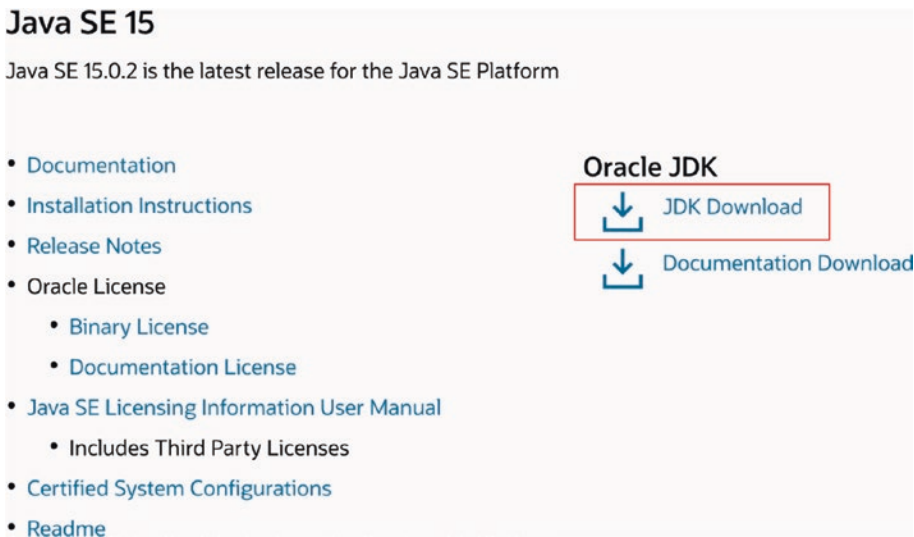 Java SE 15
Java SE 15.0.2 is the latest release for the Java SE Platform
• Documentation
• Installation Instructions
• Release Notes
• Oracle License
• Binary License
• Documentation License
• Java SE Licensing Information User Manual
• Includes Third Party Licenses
• Certified System Configurations
• Readme
Oracle JDK
JDK Download
Documentation Download